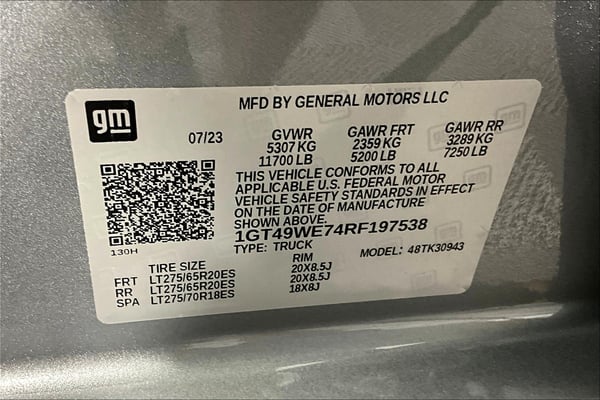 gm
MFD BY GENERAL MOTORS LLC
07/23
GVWR GAWR FRT GAWR RR
5307 KG 2359 KG 3289 KG
11700 LB 5200 LB 7250 LB
THIS VEHICLE CONFORMS TO ALL
APPLICABLE U.S. FEDERAL MOTOR
VEHICLE SAFETY STANDARDS IN EFFECT
ON THE DATE OF MANUFACTURE
SHOWN ABOVE.
1GT49WE74RF197538
130H
TYPE: TRUCK MODEL: 48TK30943
TIRE SIZE RIM
FRT LT275/65R20ES 20X8.5J
RR LT275/65R20ES 20X8.5J
SPA LT275/70R18ES 18X8J